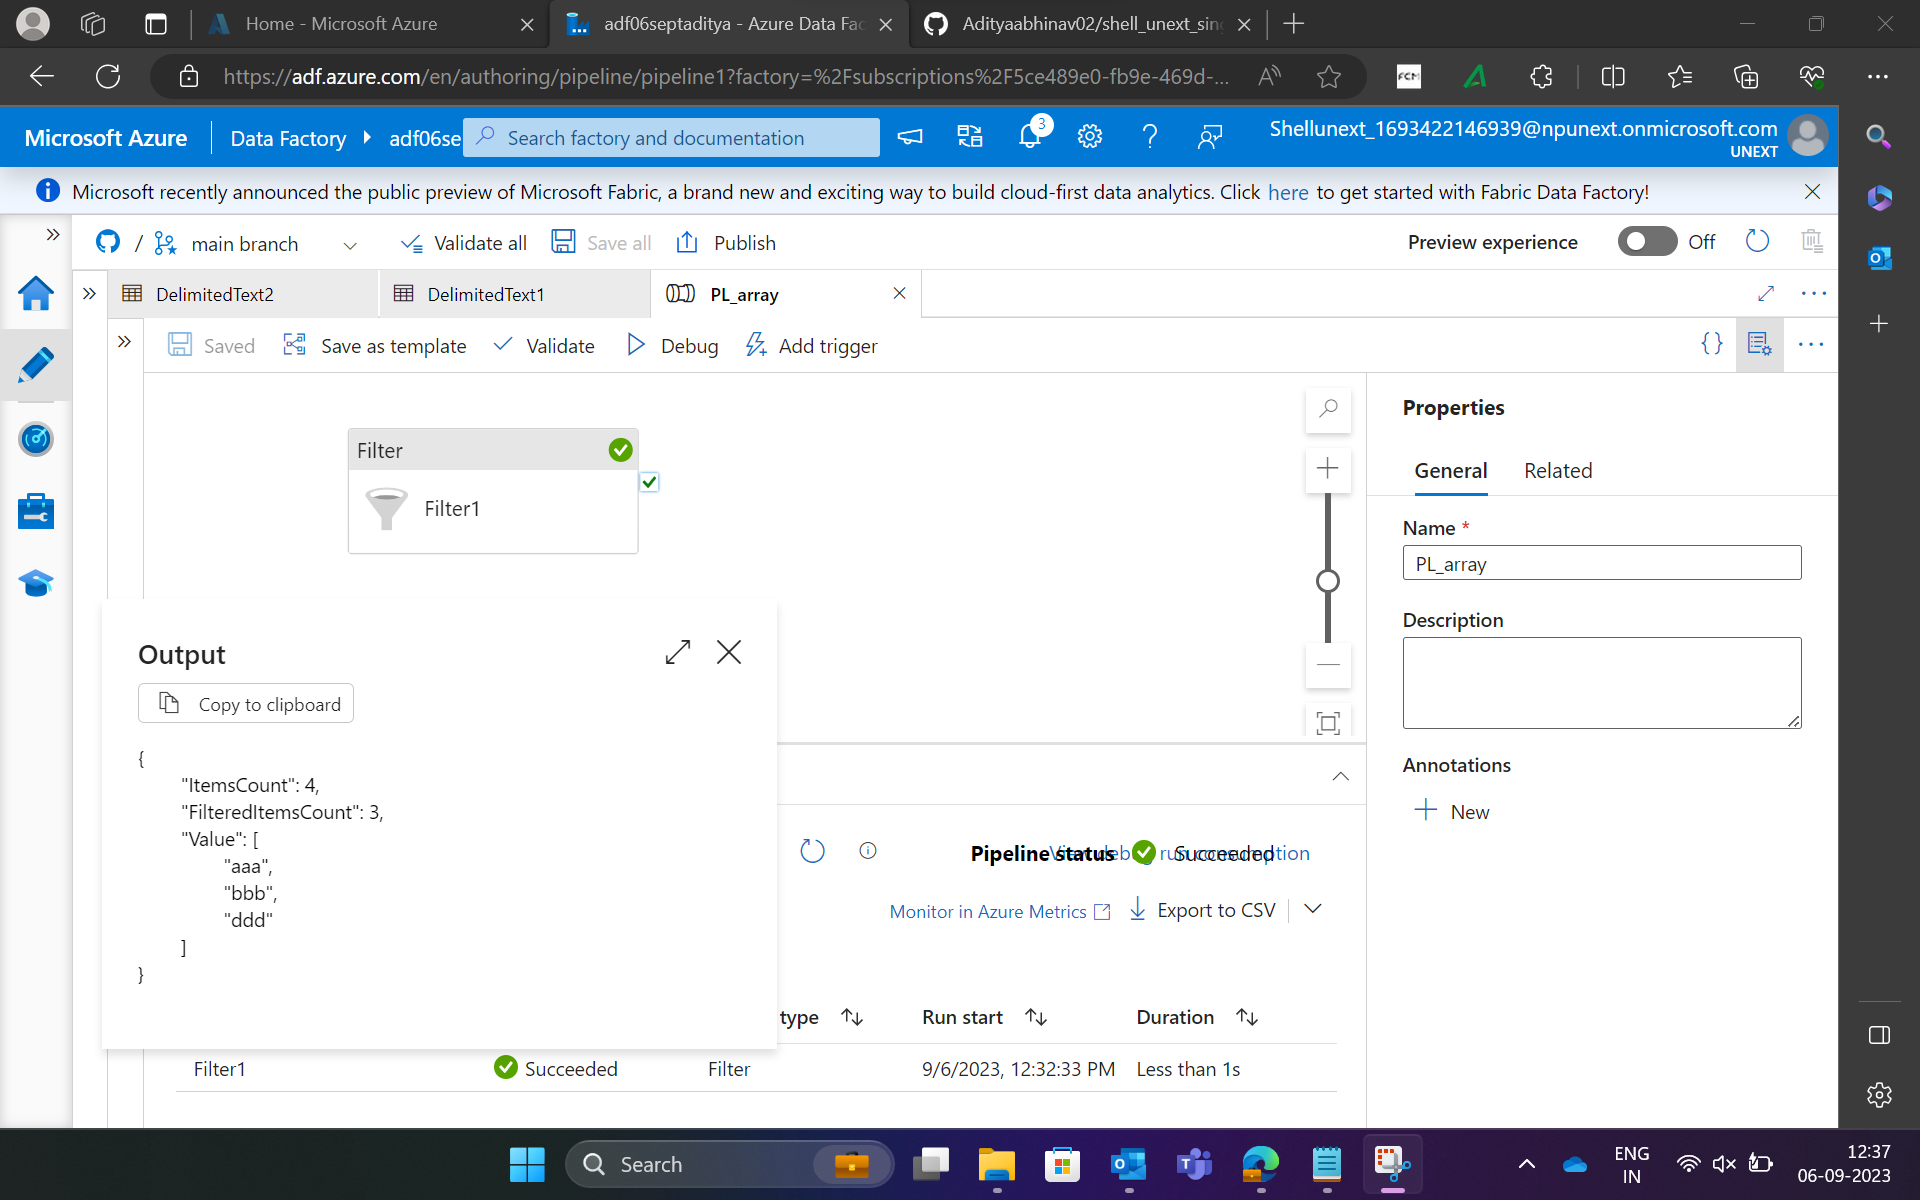 Home - Microsoft Azure
adf06septaditya - Azure Data Fac
Adityaabhinav02/shell_unext_sin
https://adf.azure.com/en/authoring/pipeline/pipeline1?factory=%2Fsubscriptions%2F5ce489e0-fb9e-469d-...
FCM
Microsoft Azure
Data Factory
adf06se
Search factory and documentation
3
Shellunext_1693422146939@npunext.onmicrosoft.com
UNEXT
Microsoft recently announced the public preview of Microsoft Fabric, a brand new and exciting way to build cloud-first data analytics. Click here to get started with Fabric Data Factory!
/ main branch
Validate all
Save all
Publish
Preview experience
Off
DelimitedText2
DelimitedText1
PL_array
Saved
Save as template
Validate
Debug
Add trigger
Filter
Filter1
Properties
General
Related
Name *
PL_array
Description
Annotations
New
Output
Copy to clipboard
{
"ItemsCount": 4,
"FilteredItemsCount": 3,
"Value": [
"aaa",
"bbb",
"ddd"
]
}
Pipeline status
Succeeded
View debug run consumption
Monitor in Azure Metrics
Export to CSV
type
Run start
Duration
Filter1
Succeeded
Filter
9/6/2023, 12:32:33 PM
Less than 1s
Search
ENG
IN
12:37
06-09-2023